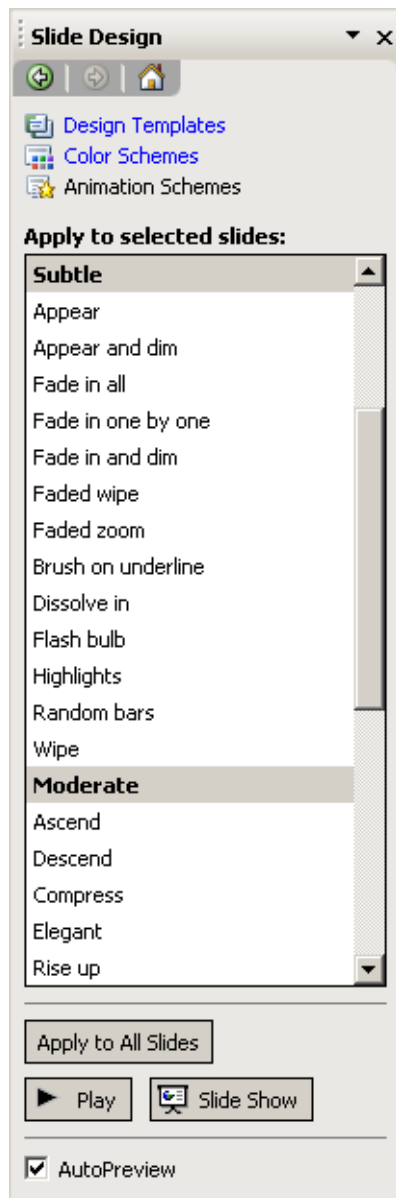 Slide Design
Design Templates
Color Schemes
Animation Schemes
Apply to selected slides:
Subtle
Appear
Appear and dim
Fade in all
Fade in one by one
Fade in and dim
Faded wipe
Faded zoom
Brush on underline
Dissolve in
Flash bulb
Highlights
Random bars
Wipe
Moderate
Ascend
Descend
Compress
Elegant
Rise up
Apply to All Slides
Play Slide Show
AutoPreview